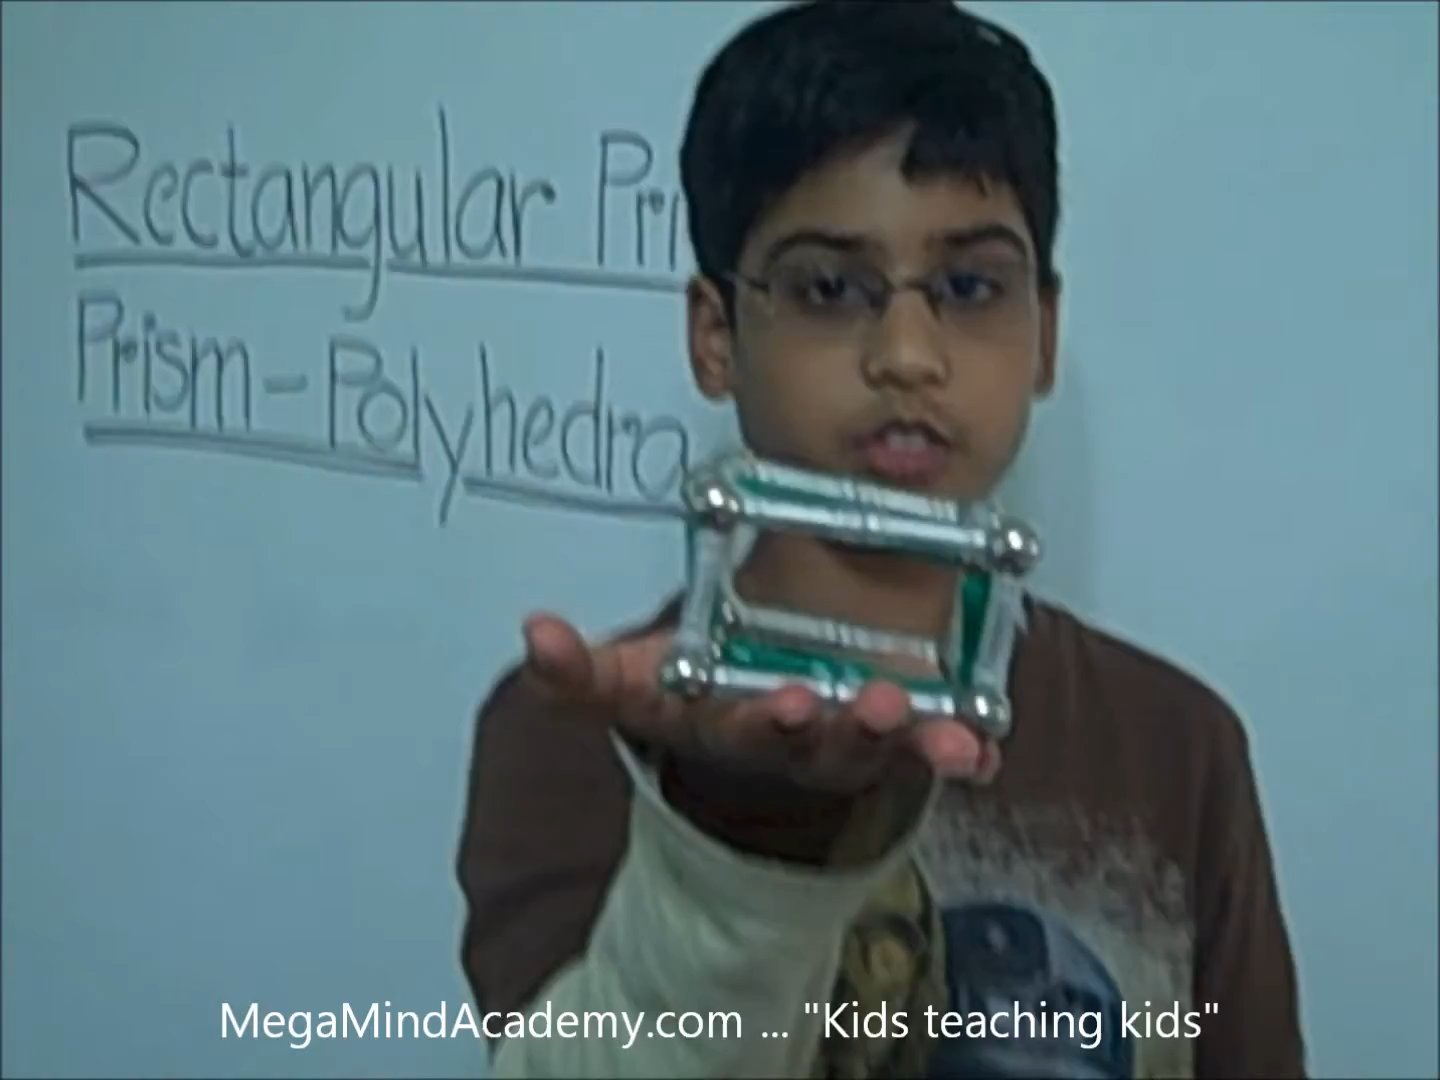 Rectangular Pri
Prism-Polyhedra
MegaMindAcademy.com ... "Kids teaching kids"